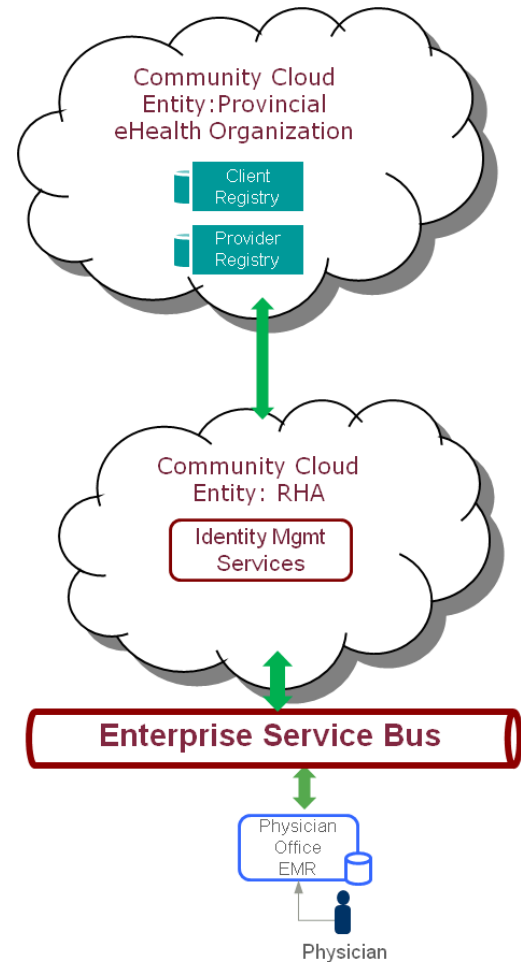 Community Cloud
Entity:Provincial
eHealth Organization
Client
Registry
Provider
Registry
Community Cloud
Entity: RHA
Identity Mgmt
Services
Enterprise Service Bus
Physician
Office
EMR
Physician